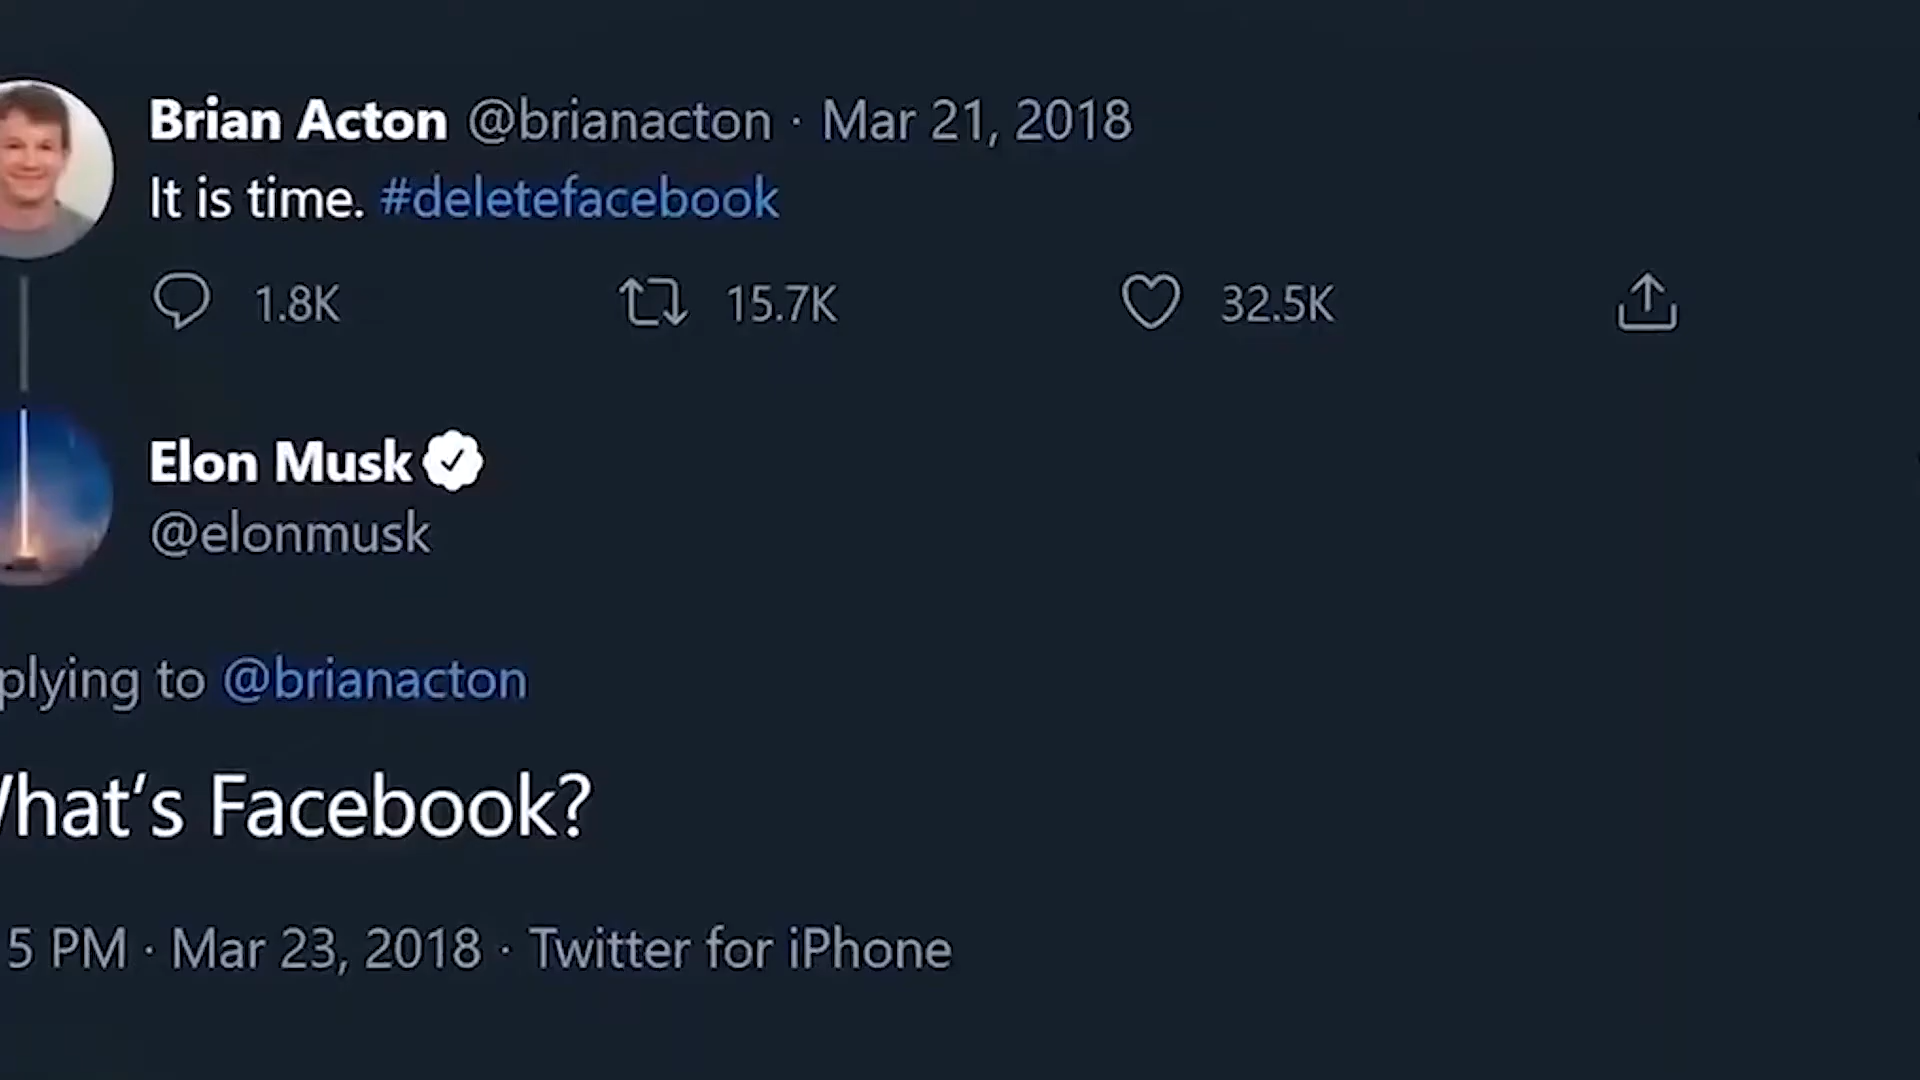 Brian Acton @brianacton · Mar 21, 2018
It is time. #deletefacebook
1.8K 15.7K 32.5K
Elon Musk
@elonmusk
plying to @brianacton
hat's Facebook?
5 PM · Mar 23, 2018 · Twitter for iPhone